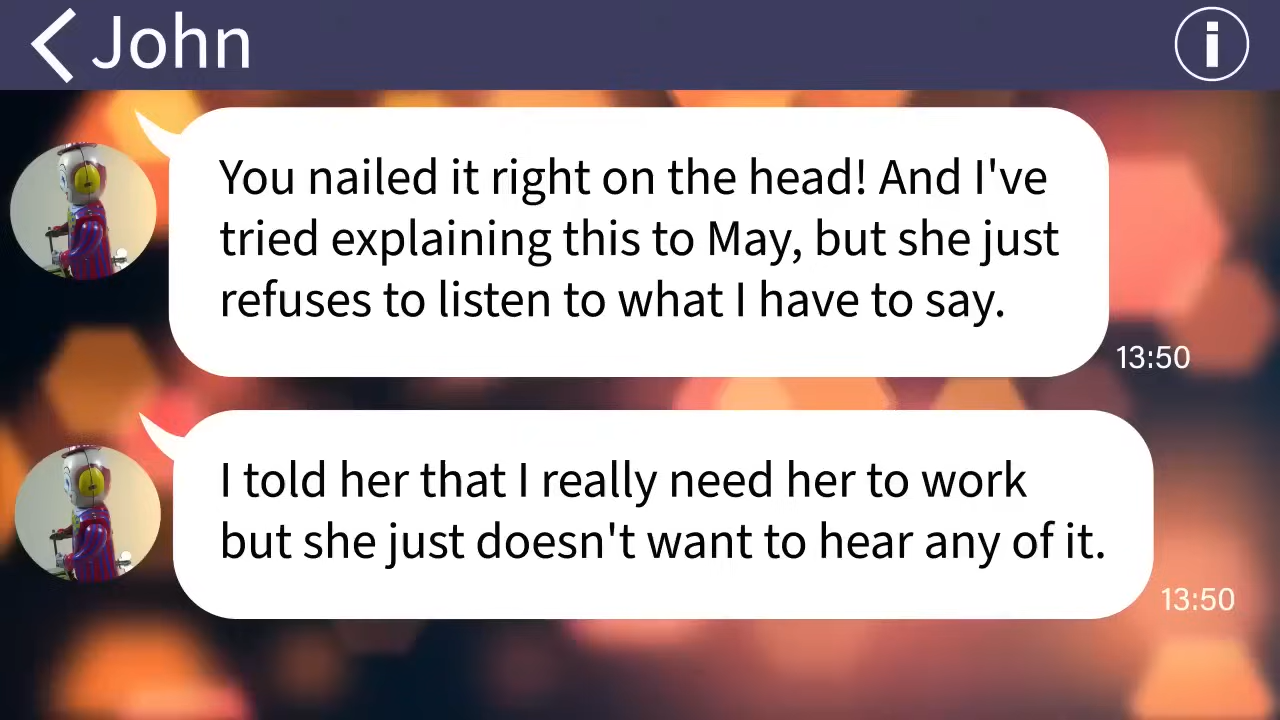 John
You nailed it right on the head! And I've
tried explaining this to May, but she just
refuses to listen to what I have to say.
13:50
I told her that I really need her to work
but she just doesn't want to hear any of it.
13:50